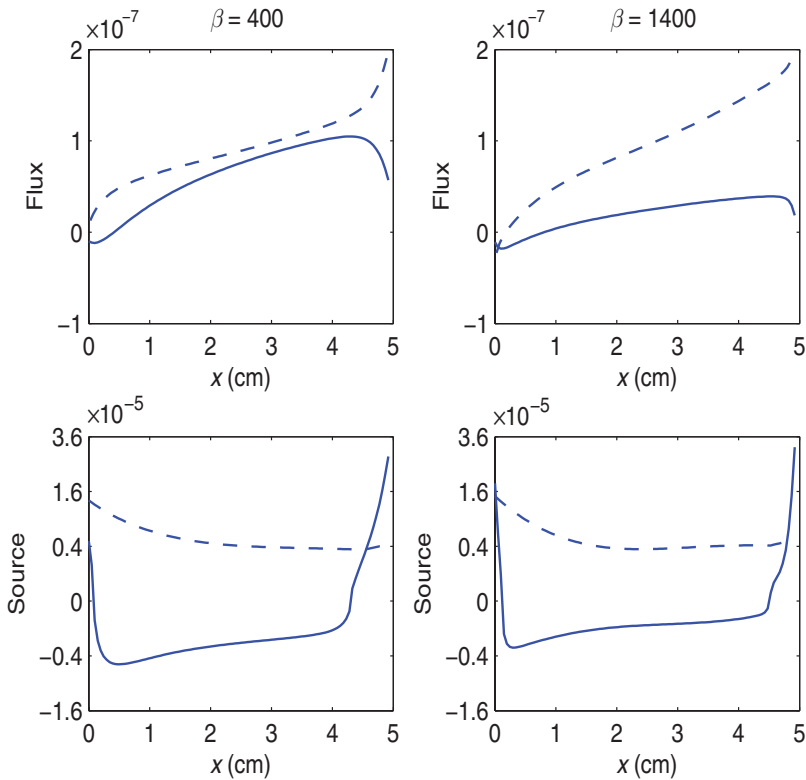 β = 400
β = 1400
×10⁻⁷
×10⁻⁷
Flux
2
1
0
−1
0 1 2 3 4 5
x (cm)
Flux
2
1
0
−1
0 1 2 3 4 5
x (cm)
×10⁻⁵
Source
3.6
1.6
0.4
0
−0.4
−1.6
0 1 2 3 4 5
x (cm)
×10⁻⁵
Source
3.6
1.6
0.4
0
−0.4
−1.6
0 1 2 3 4 5
x (cm)